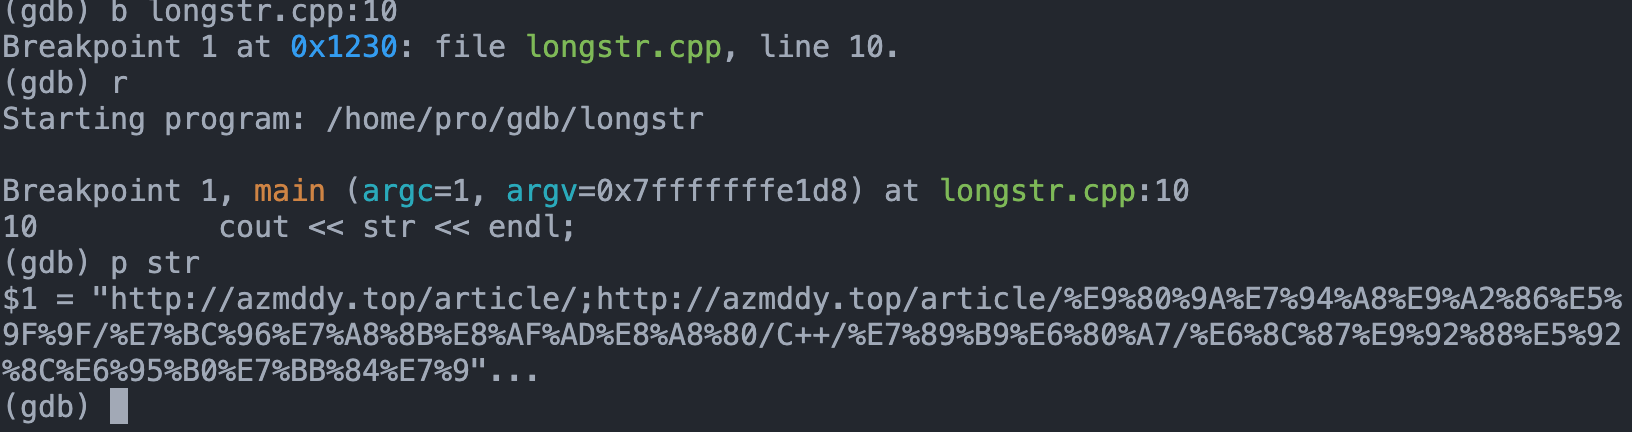 (gdb) b longstr.cpp:10
Breakpoint 1 at 0x1230: file longstr.cpp, line 10.
(gdb) r
Starting program: /home/pro/gdb/longstr
Breakpoint 1, main (argc=1, argv=0x7fffffffe1d8) at longstr.cpp:10
10          cout << str << endl;
(gdb) p str
$1 = "http://azmddy.top/article/;http://azmddy.top/article/%E9%80%9A%E7%94%A8%E9%A2%86%E5%
9F%9F/%E7%BC%96%E7%A8%8B%E8%AF%AD%E8%A8%80/C++/%E7%89%B9%E6%80%A7/%E6%8C%87%E9%92%88%E5%92
%8C%E6%95%B0%E7%BB%84%E7%9"...
(gdb)